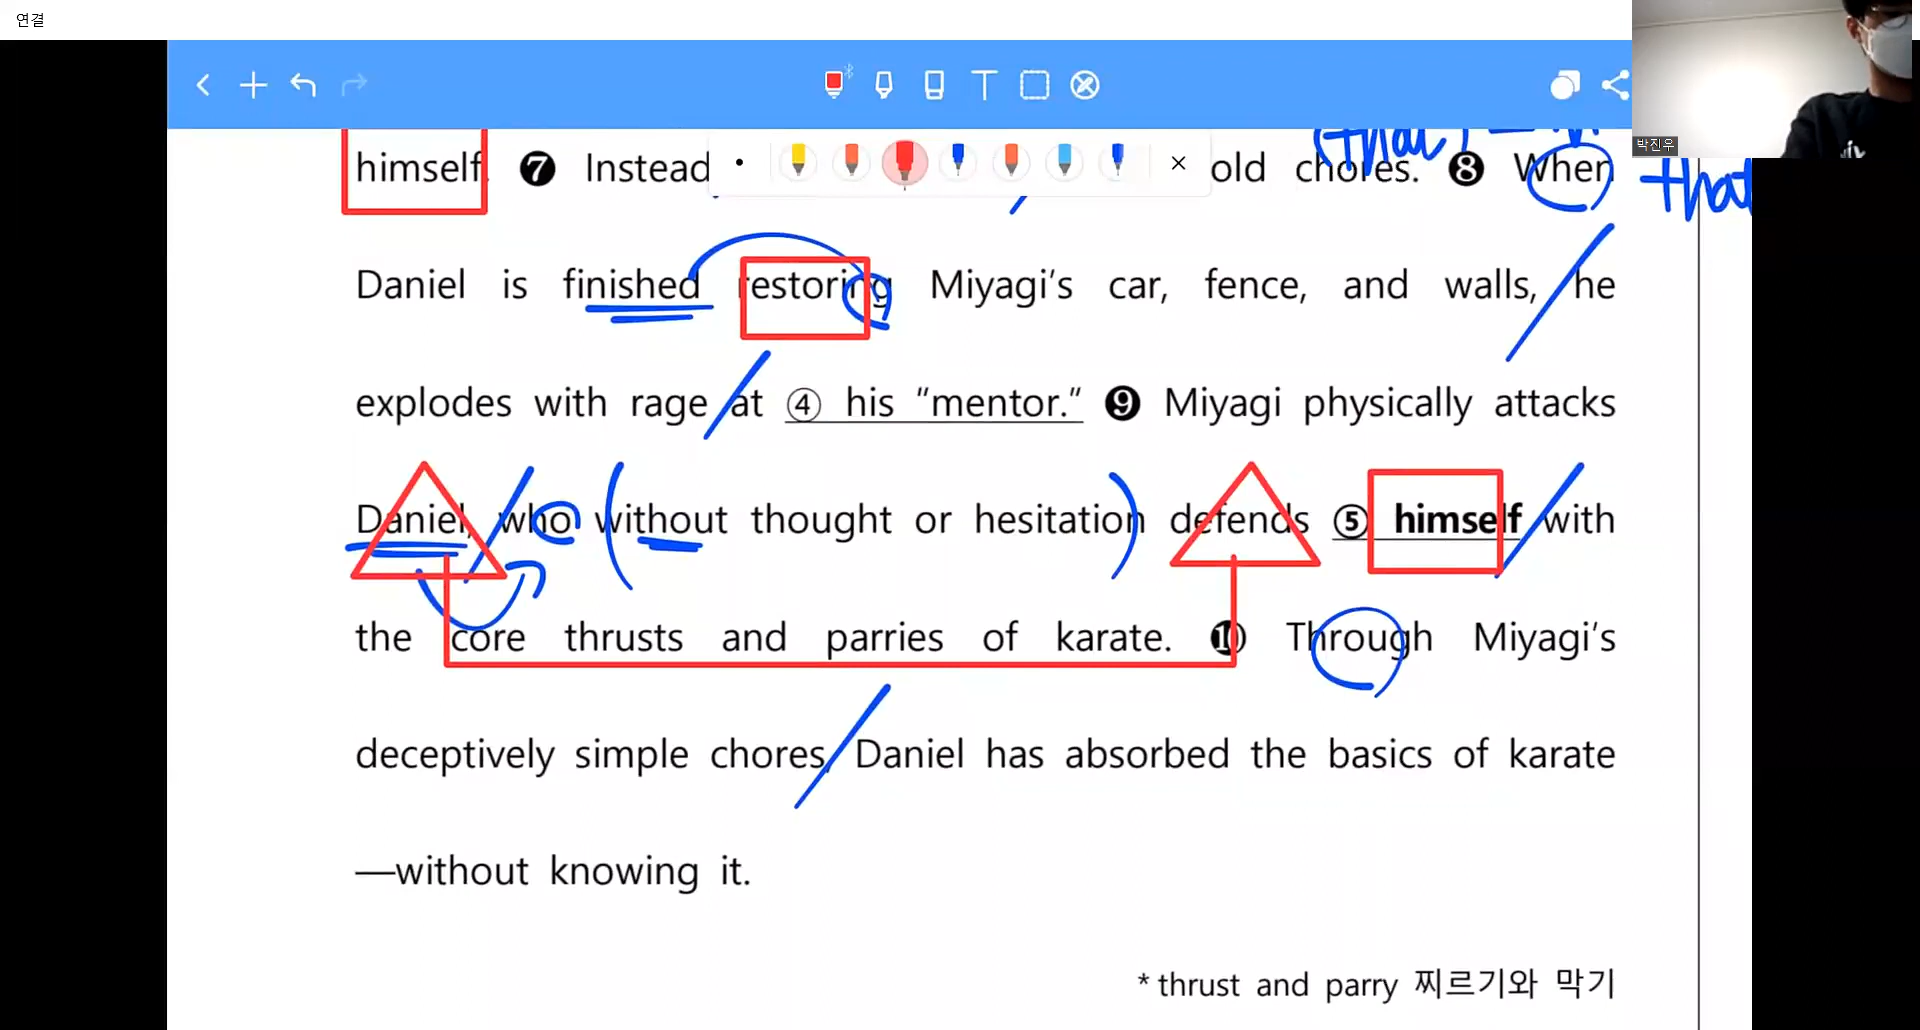 연결
박진우
(that)
himself. ❼ Instead old chores. ❽ When
that
Daniel is finished restoring Miyagi's car, fence, and walls, he
explodes with rage at ④ his “mentor.” ❾ Miyagi physically attacks
Daniel, who without thought or hesitation defends ⑤ himself with
the core thrusts and parries of karate. ❿ Through Miyagi's
deceptively simple chores, Daniel has absorbed the basics of karate
—without knowing it.
* thrust and parry 찌르기와 막기